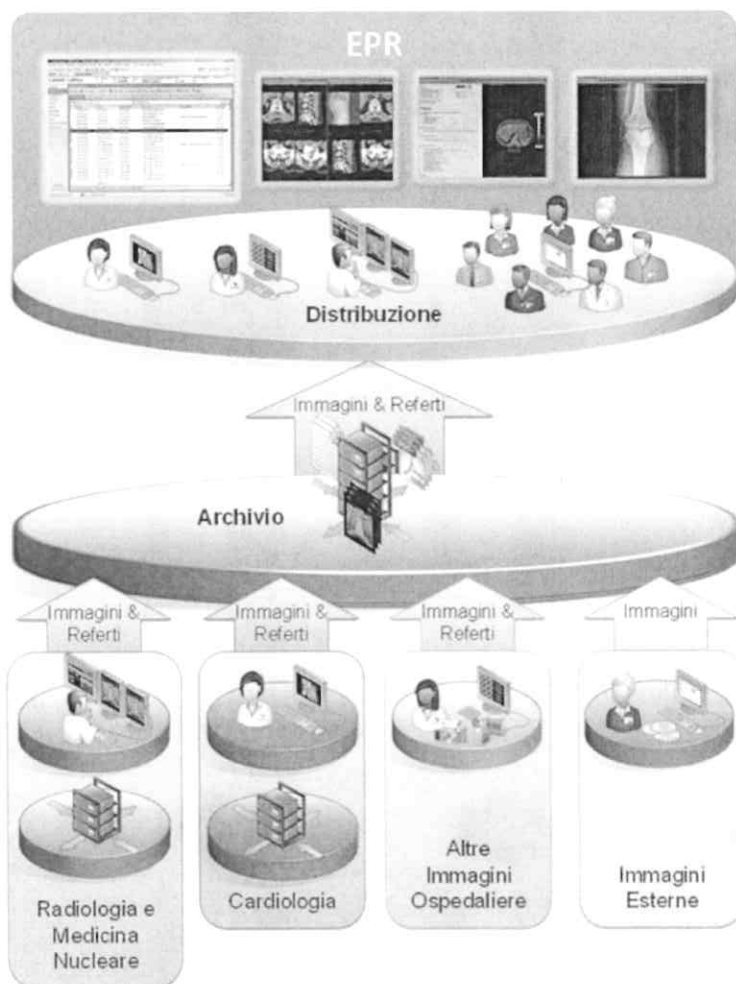 EPR
Distribuzione
Immagini & Referti
Archivio
Immagini &
Referti
Immagini &
Referti
Immagini &
Referti
Immagini
Radiologia e
Medicina
Nucleare
Cardiologia
Altre
Immagini
Ospedaliere
Immagini
Esterne